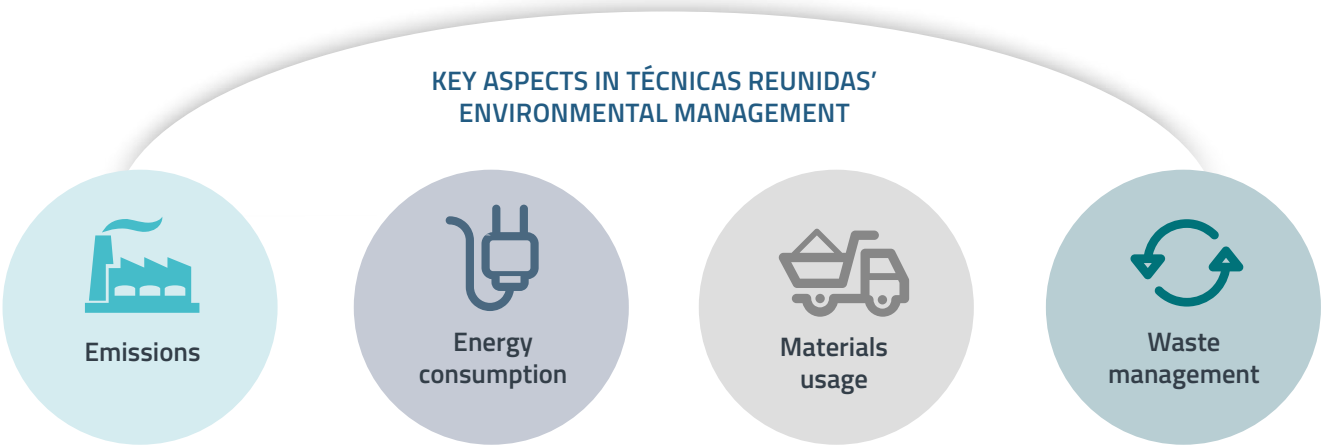 KEY ASPECTS IN TÉCNICAS REUNIDAS’
ENVIRONMENTAL MANAGEMENT
Emissions
Energy
consumption
Materials
usage
Waste
management